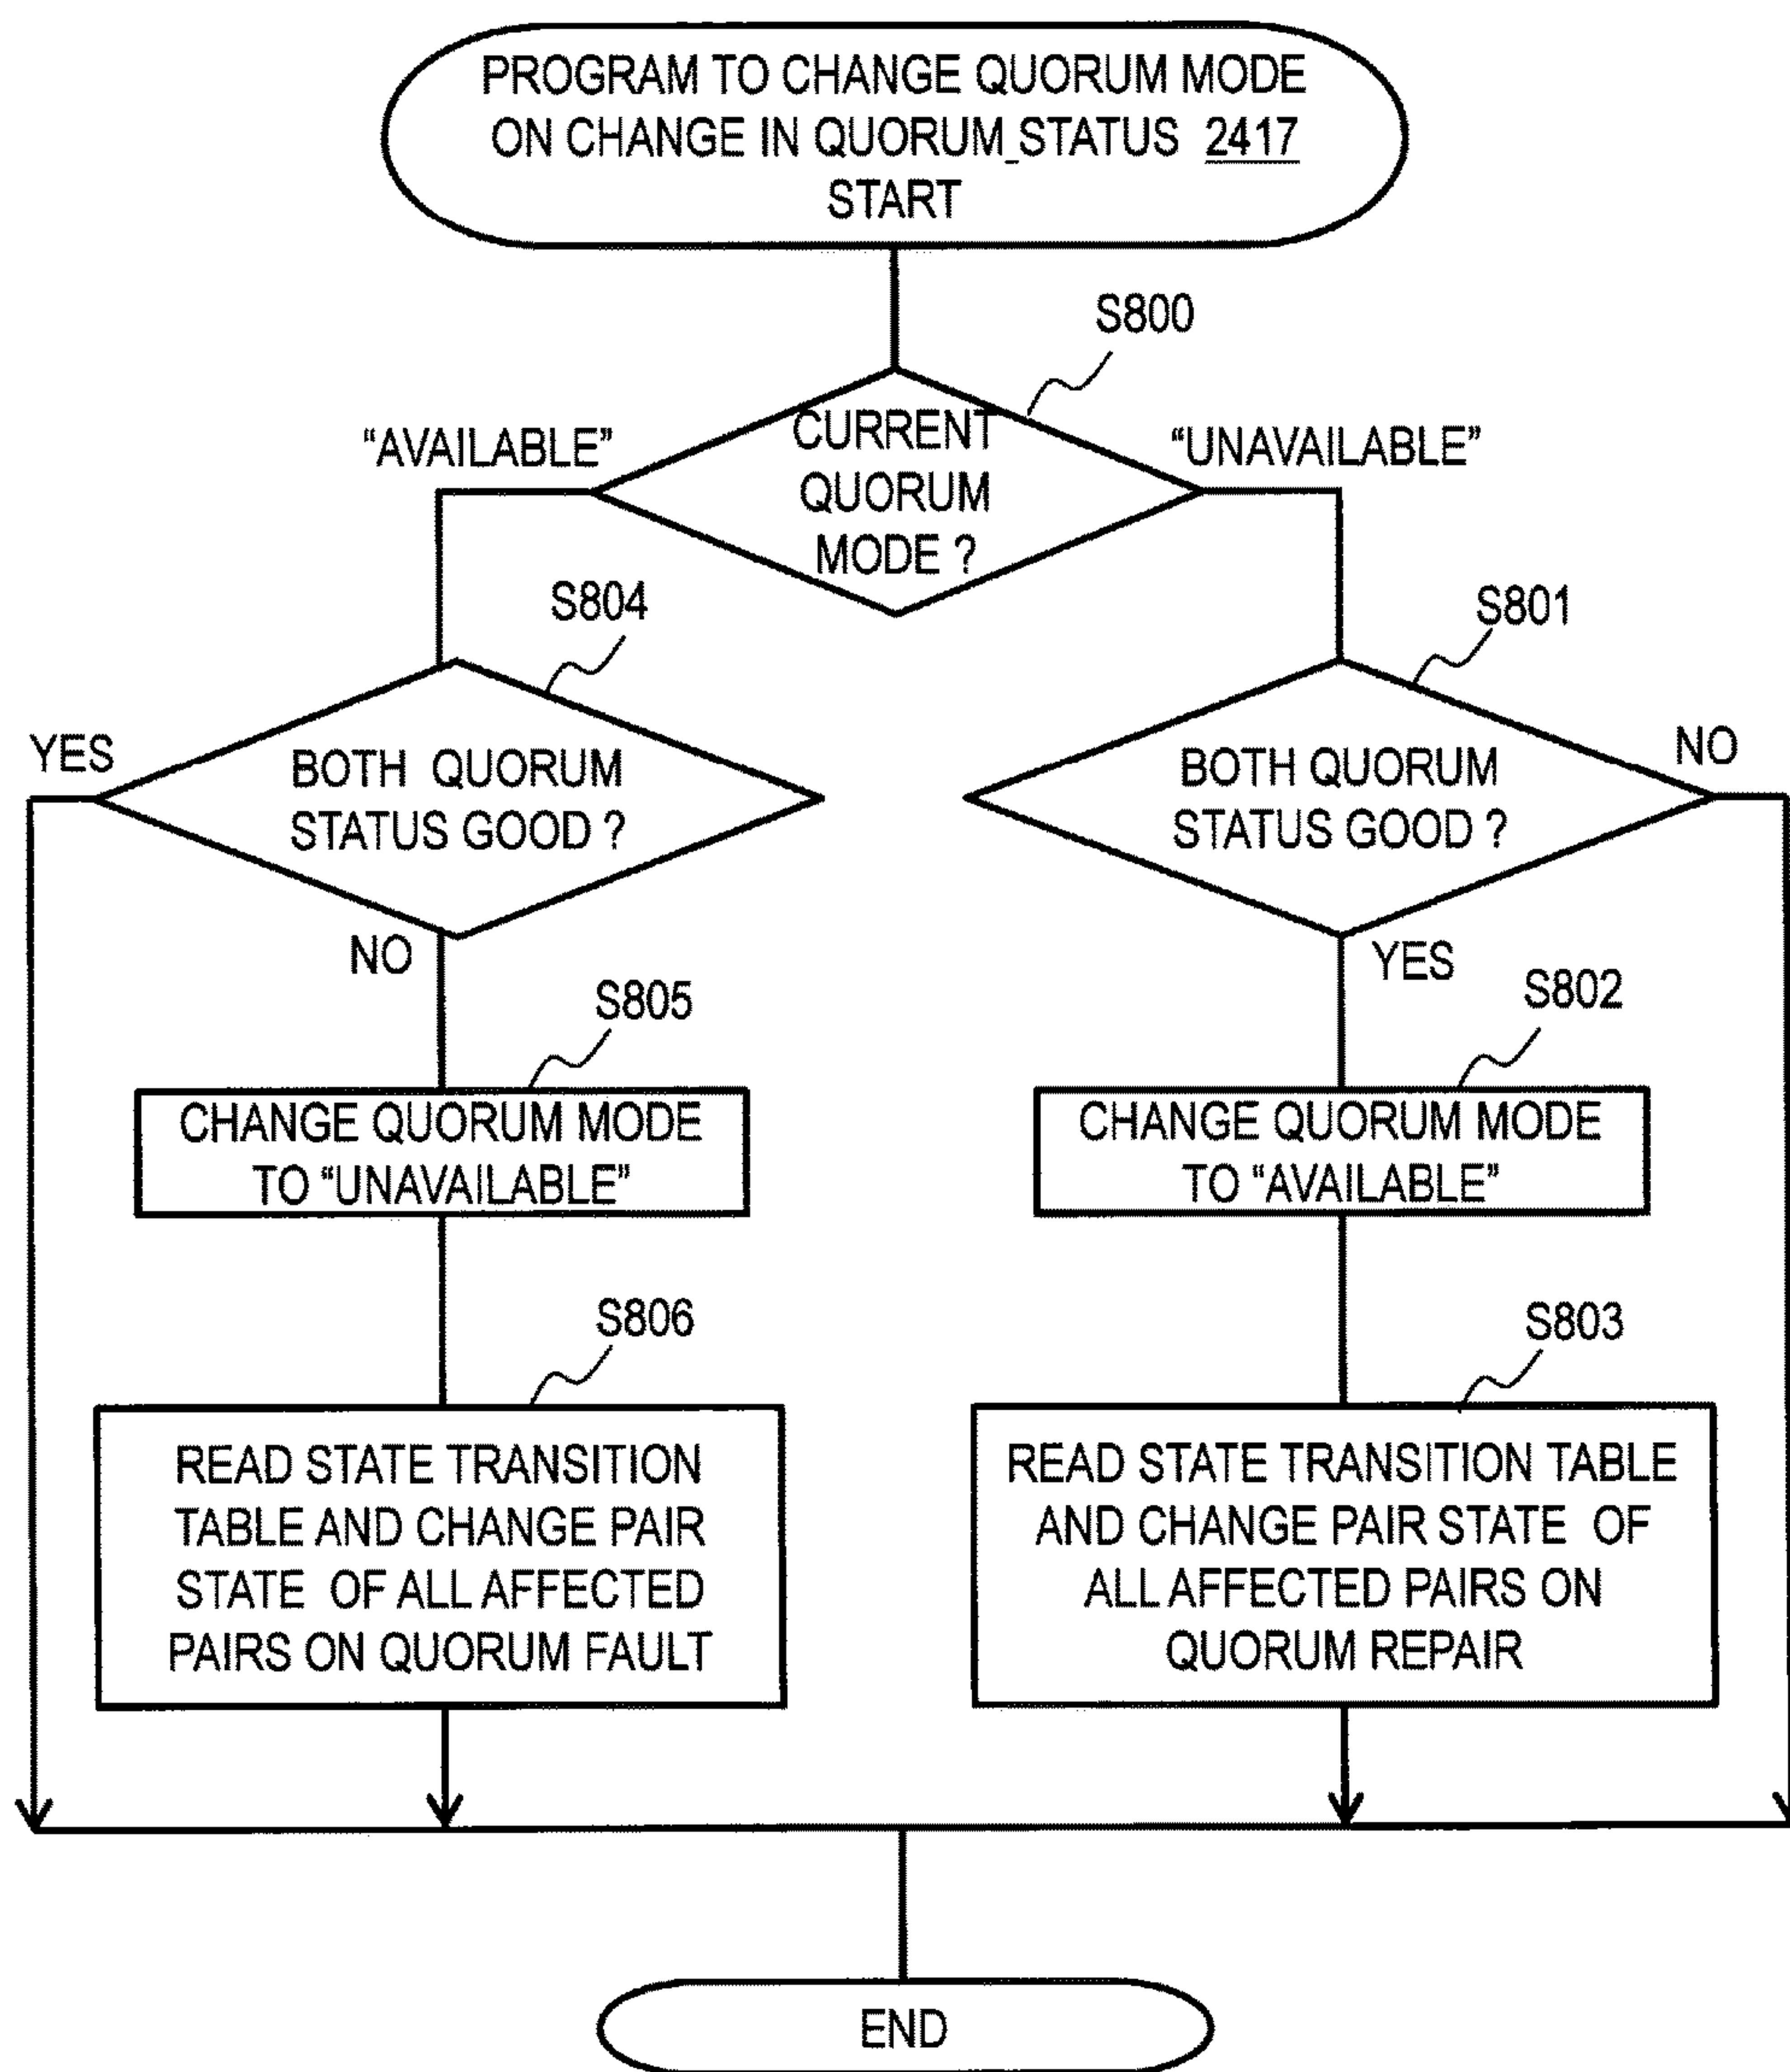 PROGRAM TO CHANGE QUORUM MODE
ON CHANGE IN QUORUM_STATUS 2417
START
S800
"AVAILABLE"
CURRENT
QUORUM
MODE ?
"UNAVAILABLE"
S804
S801
YES
BOTH QUORUM
STATUS GOOD ?
BOTH QUORUM
STATUS GOOD ?
NO
NO
YES
S805
S802
CHANGE QUORUM MODE
TO "UNAVAILABLE"
CHANGE QUORUM MODE
TO "AVAILABLE"
S806
S803
READ STATE TRANSITION
TABLE AND CHANGE PAIR
STATE OF ALL AFFECTED
PAIRS ON QUORUM FAULT
READ STATE TRANSITION TABLE
AND CHANGE PAIR STATE OF
ALL AFFECTED PAIRS ON
QUORUM REPAIR
END